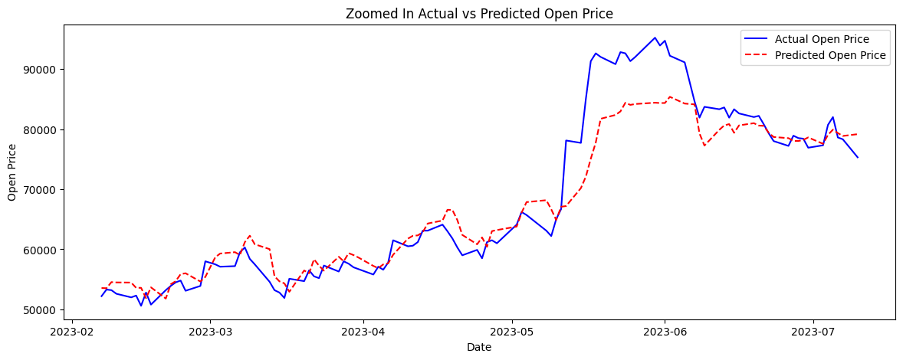 Zoomed In Actual vs Predicted Open Price
Actual Open Price
Predicted Open Price
Open Price
90000
80000
70000
60000
50000
2023-02
2023-03
2023-04
2023-05
2023-06
2023-07
Date